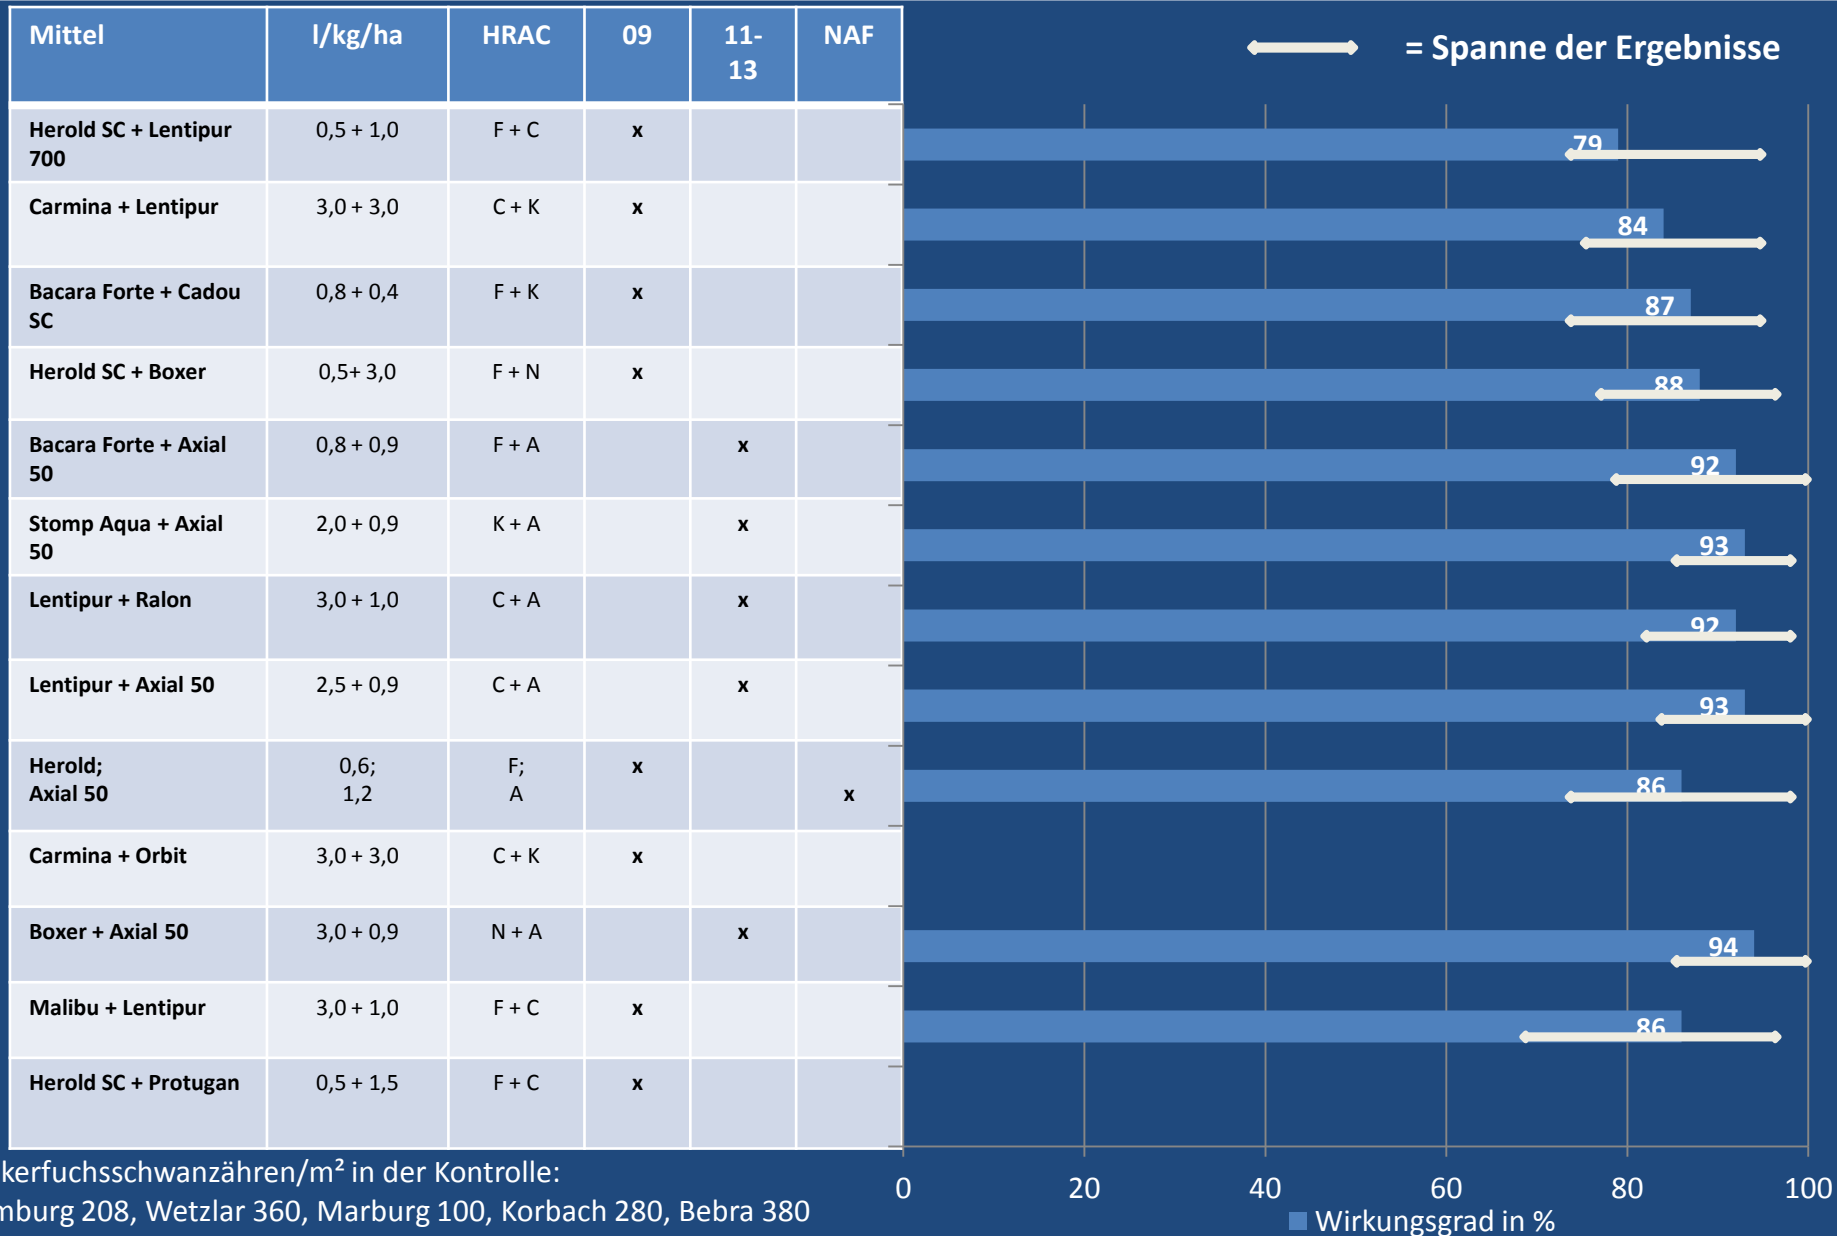 Mittel l/kg/ha HRAC 09 11- NAF
13
= Spanne der Ergebnisse
Herold SC + Lentipur 0,5 + 1,0 F + C x
700
79
Carmina + Lentipur 3,0 + 3,0 C + K x
84
Bacara Forte + Cadou 0,8 + 0,4 F + K x
SC
87
Herold SC + Boxer 0,5+ 3,0 F + N x
88
Bacara Forte + Axial 0,8 + 0,9 F + A x
50
92
Stomp Aqua + Axial 2,0 + 0,9 K + A x
50
93
Lentipur + Ralon 3,0 + 1,0 C + A x
92
Lentipur + Axial 50 2,5 + 0,9 C + A x
93
Herold; 0,6; F; x
Axial 50 1,2 A x
86
Carmina + Orbit 3,0 + 3,0 C + K x
Boxer + Axial 50 3,0 + 0,9 N + A x
94
Malibu + Lentipur 3,0 + 1,0 F + C x
86
Herold SC + Protugan 0,5 + 1,5 F + C x
0 20 40 60 80 100
Wirkungsgrad in %
kerfuchsschwanzähren/m² in der Kontrolle:
mburg 208, Wetzlar 360, Marburg 100, Korbach 280, Bebra 380